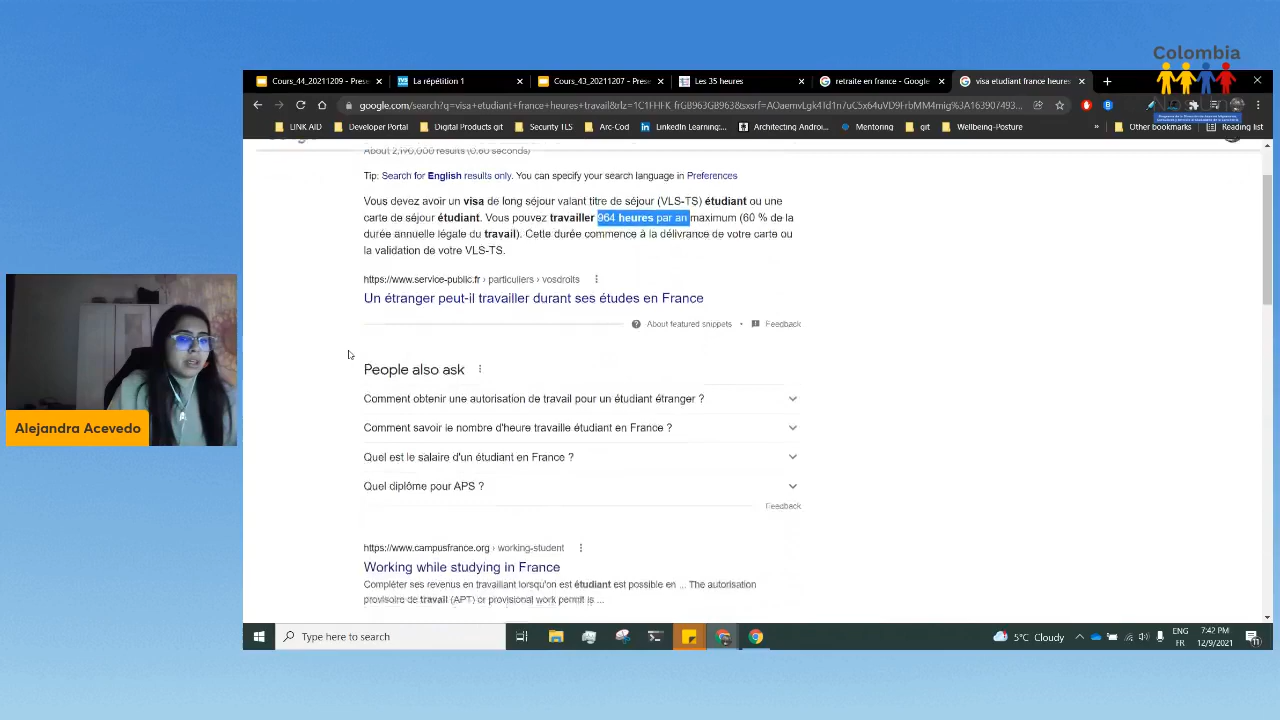 Colombia
Cours_44_20211209 - Prese
La répétition 1
Cours_43_20211207 - Prese
Les 35 heures
retraite en france - Google
visa etudiant france heures
LINK AID
Developer Portal
Digital Products git
Security TLS
Arc-Cod
LinkedIn Learning:...
Architecting Androi...
Mentoring
git
Wellbeing-Posture
»
Other bookmarks
Reading list
About 2,190,000 results (0.60 seconds)
Tip: Search for English results only. You can specify your search language in Preferences
Vous devez avoir un visa de long séjour valant titre de séjour (VLS-TS) étudiant ou une
carte de séjour étudiant. Vous pouvez travailler 964 heures par an maximum (60 % de la
durée annuelle légale du travail). Cette durée commence à la délivrance de votre carte ou
la validation de votre VLS-TS.
https://www.service-public.fr › particuliers › vosdroits
Un étranger peut-il travailler durant ses études en France
About featured snippets • Feedback
People also ask
Comment obtenir une autorisation de travail pour un étudiant étranger ?
Comment savoir le nombre d'heure travaille étudiant en France ?
Quel est le salaire d'un étudiant en France ?
Quel diplôme pour APS ?
Feedback
https://www.campusfrance.org › working-student
Working while studying in France
Compléter ses revenus en travaillant lorsqu'on est étudiant est possible en ... The autorisation
provisoire de travail (APT) or provisional work permit is ...
Alejandra Acevedo
Type here to search
5°C Cloudy
ENG
FR
7:42 PM
12/9/2021
11